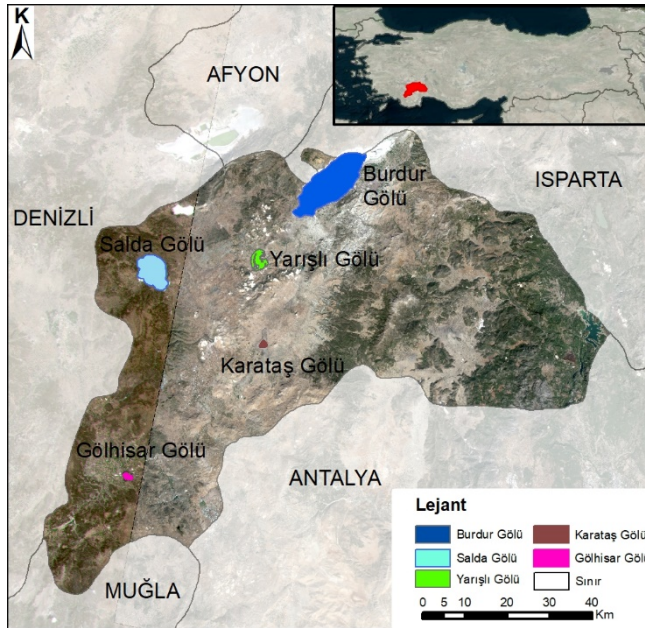 K
AFYON
Burdur
Gölü
ISPARTA
DENİZLİ
Salda Gölü
Yarışlı Gölü
Karataş Gölü
Gölhisar Gölü
ANTALYA
MUĞLA
Lejant
Burdur Gölü
Karataş Gölü
Salda Gölü
Gölhisar Gölü
Yarışlı Gölü
Sınır
0 5 10 20 30 40
Km